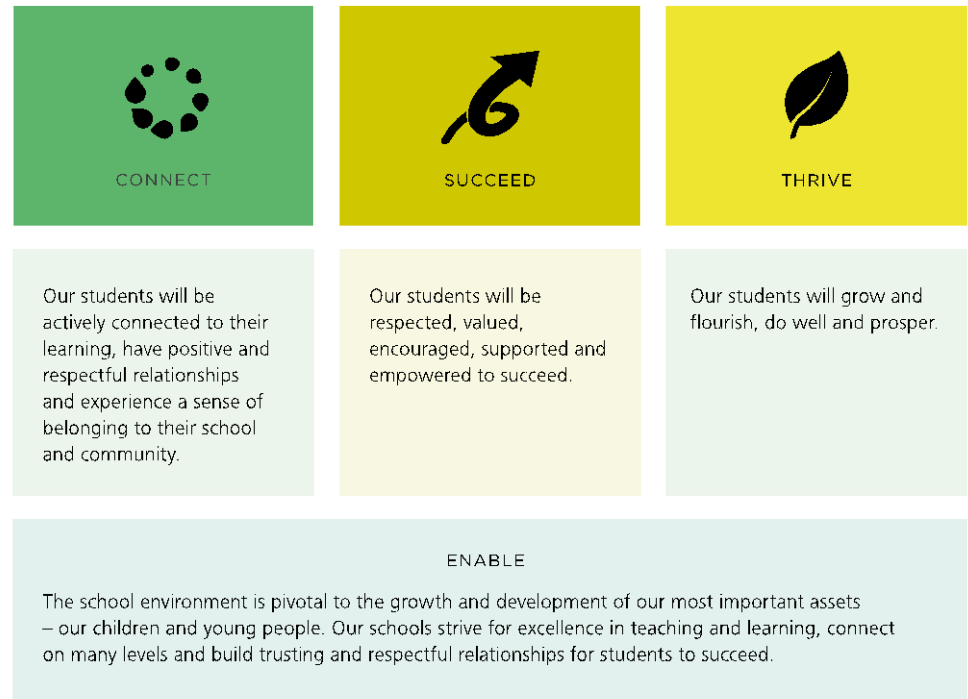 CONNECT
SUCCEED
THRIVE
Our students will be
actively connected to their
learning, have positive and
respectful relationships
and experience a sense of
belonging to their school
and community.
Our students will be
respected, valued,
encouraged, supported and
empowered to succeed.
Our students will grow and
flourish, do well and prosper.
ENABLE
The school environment is pivotal to the growth and development of our most important assets
– our children and young people. Our schools strive for excellence in teaching and learning, connect
on many levels and build trusting and respectful relationships for students to succeed.